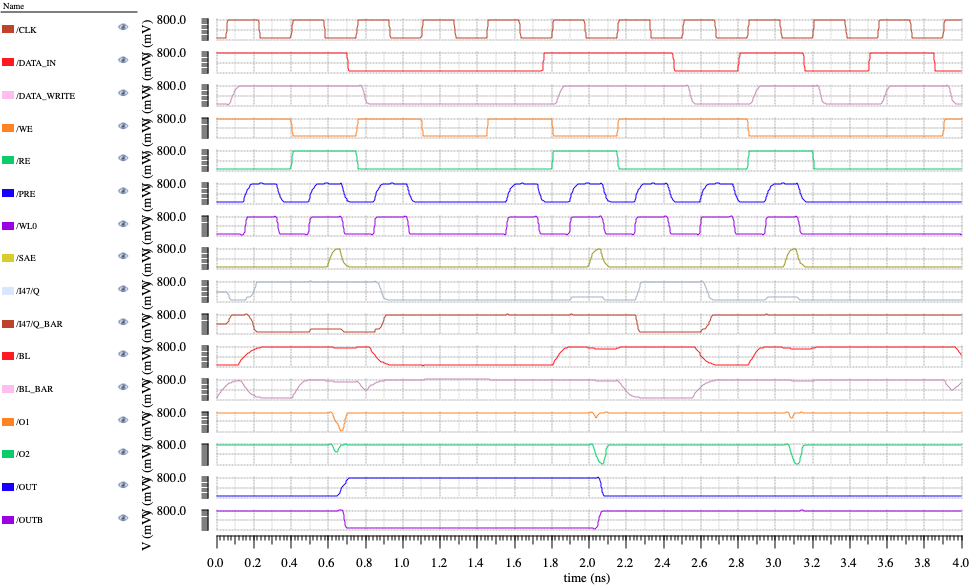 Name
/CLK 800.0
/DATA_IN 800.0
/DATA_WRITE 800.0
/WE 800.0
/RE 800.0
/PRE 800.0
/WL0 800.0
/SAE 800.0
/I47/Q 800.0
/I47/Q_BAR 800.0
/BL 800.0
/BL_BAR 800.0
/O1 800.0
/O2 800.0
/OUT 800.0
/OUTB 800.0
V (mV)
0.0 0.2 0.4 0.6 0.8 1.0 1.2 1.4 1.6 1.8 2.0 2.2 2.4 2.6 2.8 3.0 3.2 3.4 3.6 3.8 4.0
time (ns)